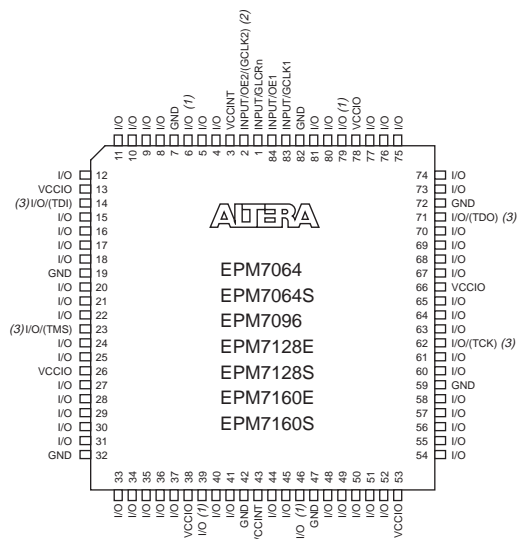 I/O
I/O
I/O
I/O
GND
I/O (1)
I/O
I/O
VCCINT
INPUT/OE2/(GCLK2) (2)
INPUT/GLCRn
INPUT/OE1
INPUT/GCLK1
GND
I/O
I/O
I/O (1)
VCCIO
I/O
I/O
I/O
11 10 9 8 7 6 5 4 3 2 1 84 83 82 81 80 79 78 77 76 75
I/O 12
VCCIO 13
(3)I/O/(TDI) 14
I/O 15
I/O 16
I/O 17
I/O 18
GND 19
I/O 20
I/O 21
I/O 22
(3)I/O/(TMS) 23
I/O 24
I/O 25
VCCIO 26
I/O 27
I/O 28
I/O 29
I/O 30
I/O 31
GND 32
ALTERA
EPM7064
EPM7064S
EPM7096
EPM7128E
EPM7128S
EPM7160E
EPM7160S
74 I/O
73 I/O
72 GND
71 I/O/(TDO) (3)
70 I/O
69 I/O
68 I/O
67 I/O
66 VCCIO
65 I/O
64 I/O
63 I/O
62 I/O/(TCK) (3)
61 I/O
60 I/O
59 GND
58 I/O
57 I/O
56 I/O
55 I/O
54 I/O
33 34 35 36 37 38 39 40 41 42 43 44 45 46 47 48 49 50 51 52 53
I/O
I/O
I/O
I/O
I/O
VCCIO
I/O (1)
I/O
I/O
GND
VCCINT
I/O
I/O
I/O (1)
GND
I/O
I/O
I/O
I/O
I/O
VCCIO